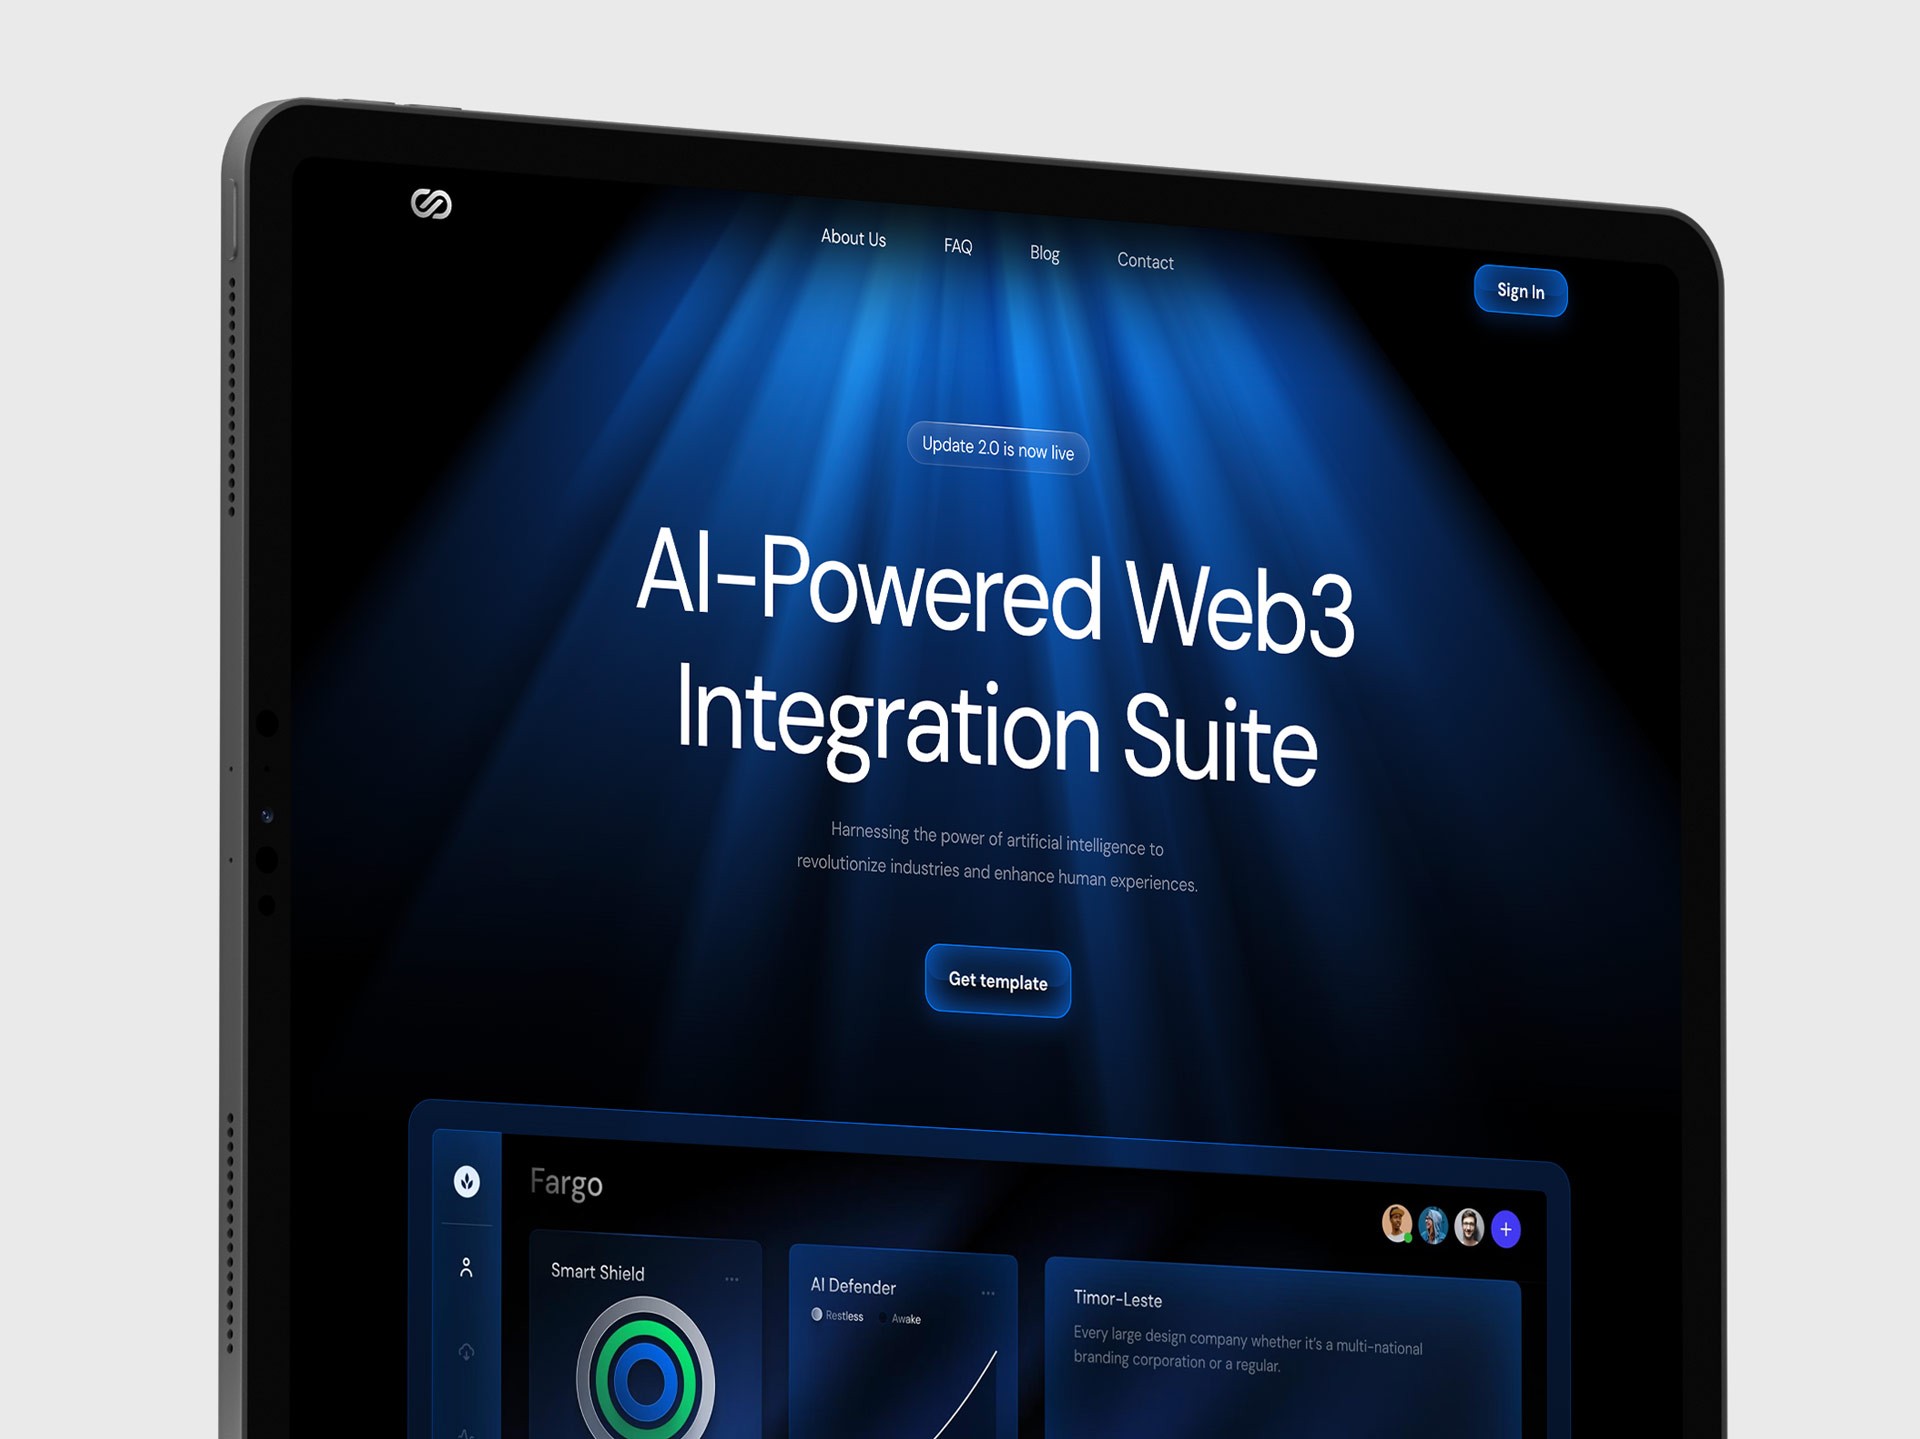 About Us
FAQ
Blog
Contact
Sign In
Update 2.0 is now live
AI-Powered Web3
Integration Suite
Harnessing the power of artificial intelligence to
revolutionize industries and enhance human experiences.
Get template
Fargo
Smart Shield
AI Defender
Restless
Awake
Timor-Leste
Every large design company whether it's a multi-national
branding corporation or a regular.